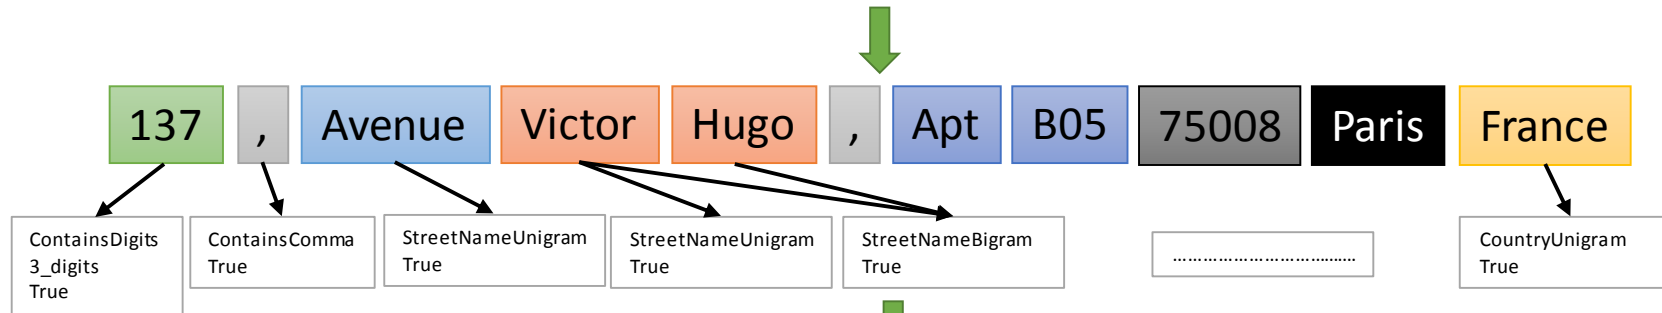 137 , Avenue Victor Hugo , Apt B05 75008 Paris France
ContainsDigits
3_digits
True
ContainsComma
True
StreetNameUnigram
True
StreetNameUnigram
True
StreetNameBigram
True
................................
CountryUnigram
True